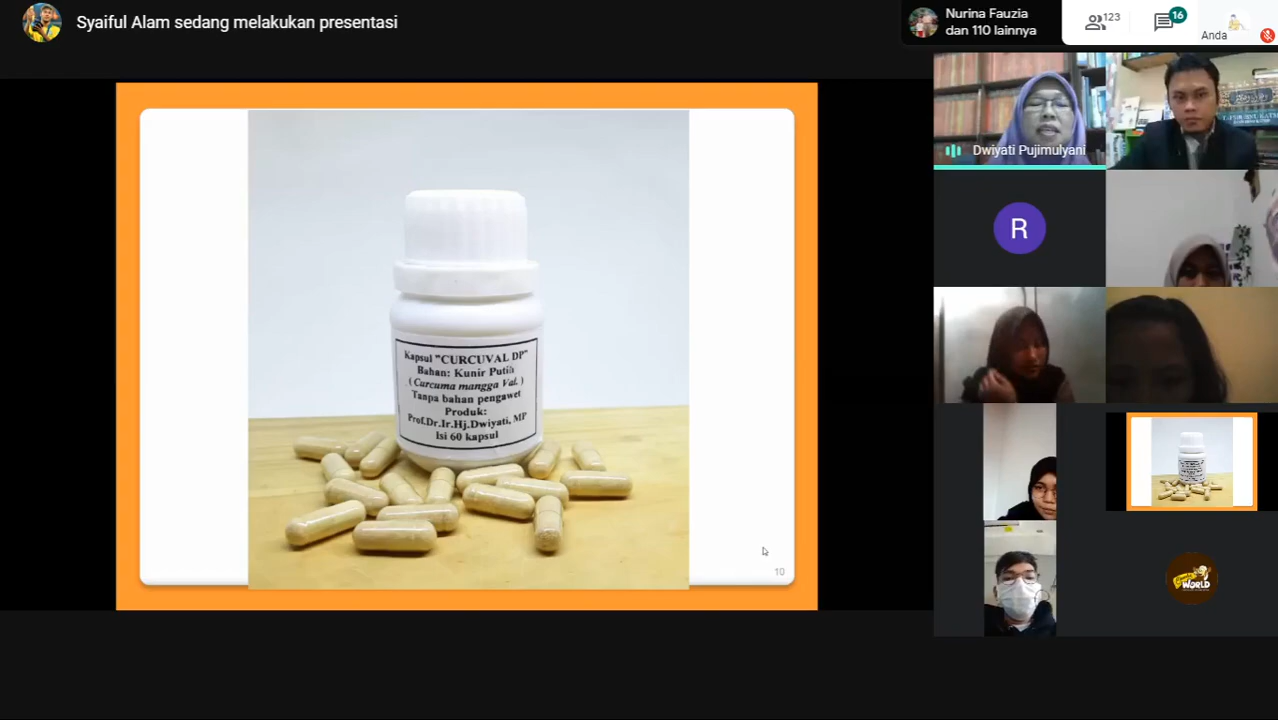 Syaiful Alam sedang melakukan presentasi
Nurina Fauzia
dan 110 lainnya
123
16
Anda
Dwiyati Pujimulyani
R
Kapsul "CURCUVAL DP"
Bahan: Kunir Putih
( Curcuma mangga Val. )
Tanpa bahan pengawet
Produk:
Prof.Dr.Ir.Hj.Dwiyati, MP
Isi 60 kapsul
10
WORLD